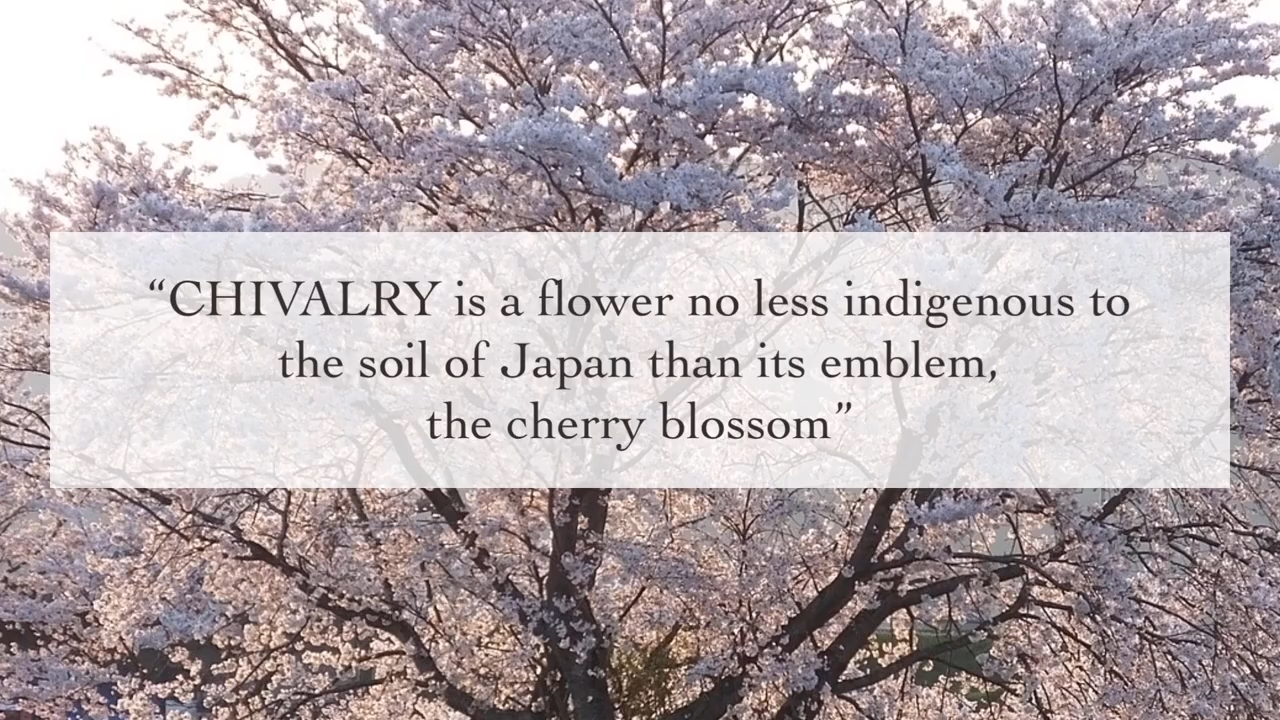 “CHIVALRY is a flower no less indigenous to
the soil of Japan than its emblem,
the cherry blossom”